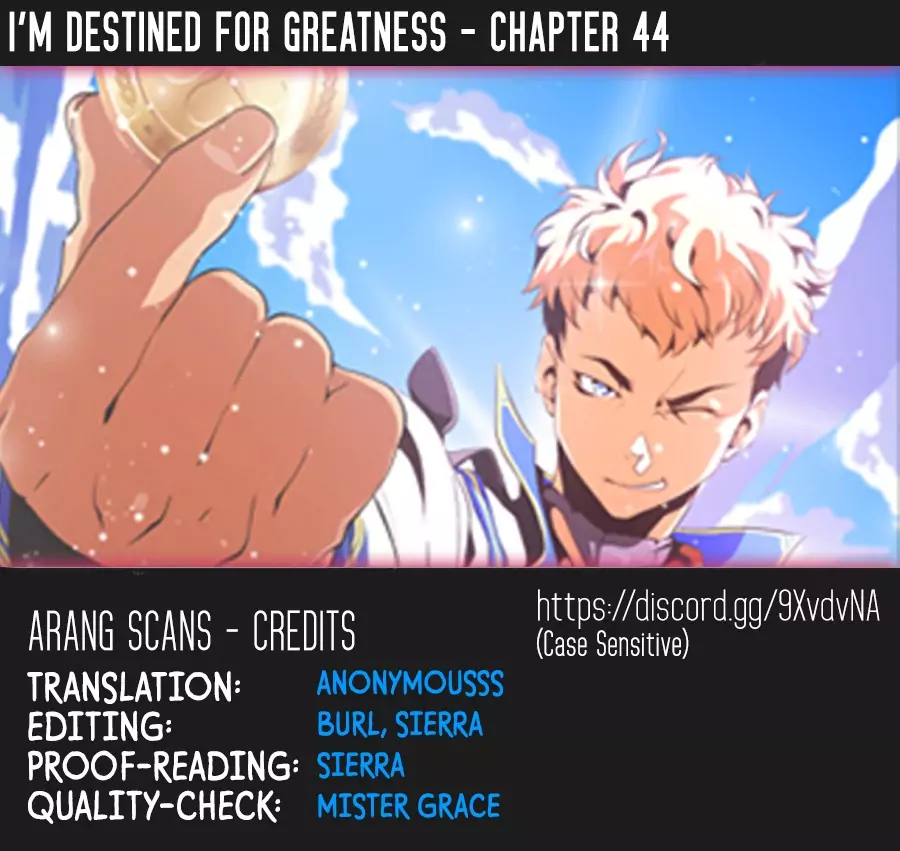 I'M DESTINED FOR GREATNESS - CHAPTER 44
https://discord.gg/9XvdvNA
(Case Sensitive)
ARANG SCANS - CREDITS
TRANSLATION: ANONYMOUSSS
EDITING: BURL, SIERRA
PROOF-READING: SIERRA
QUALITY-CHECK: MISTER GRACE